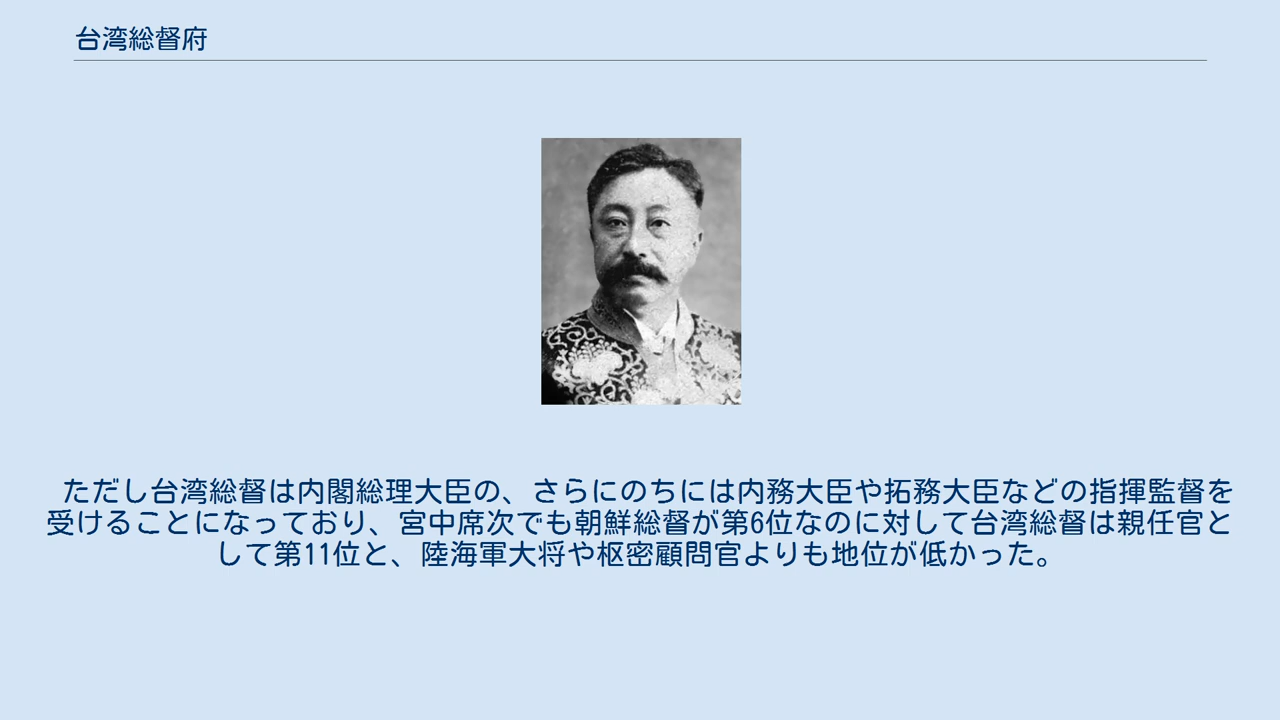 台湾総督府
ただし台湾総督は内閣総理大臣の、さらにのちには内務大臣や拓務大臣などの指揮監督を
受けることになっており、宮中席次でも朝鮮総督が第6位なのに対して台湾総督は親任官と
して第11位と、陸海軍大将や枢密顧問官よりも地位が低かった。